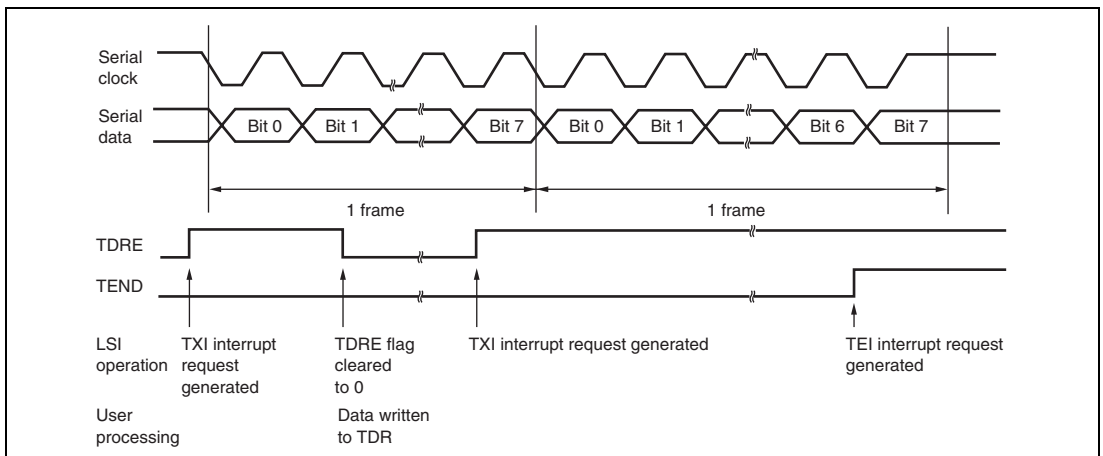 Serial
clock
Serial
data
Bit 0
Bit 1
Bit 7
Bit 0
Bit 1
Bit 6
Bit 7
1 frame
1 frame
TDRE
TEND
LSI
operation
TXI interrupt
request
generated
TDRE flag
cleared
to 0
TXI interrupt request generated
TEI interrupt request
generated
User
processing
Data written
to TDR